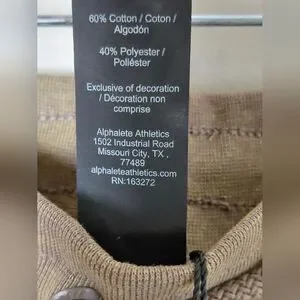 60% Cotton / Coton /
Algodón
40% Polyester /
Poliéster
Exclusive of decoration
/ Décoration non
comprise
Alphalete Athletics
1502 Industrial Road
Missouri City, TX ,
77489
alphaleteathletics.com
RN:163272